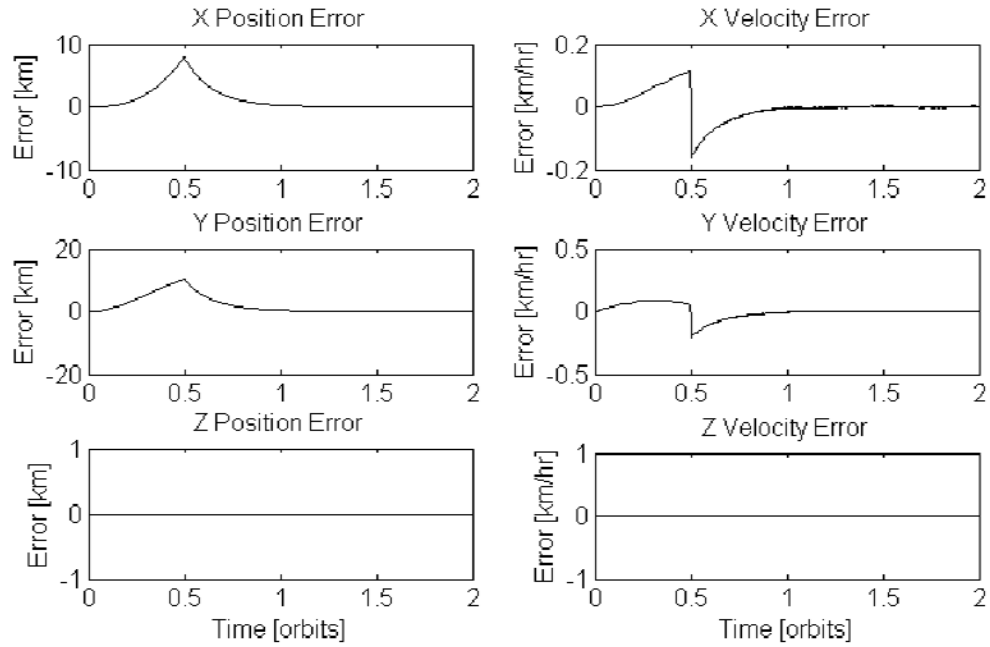 X Position Error
Error [km]
10
0
-10
0 0.5 1 1.5 2
X Velocity Error
Error [km/hr]
0.2
0
-0.2
0 0.5 1 1.5 2
Y Position Error
Error [km]
20
0
-20
0 0.5 1 1.5 2
Y Velocity Error
Error [km/hr]
0.5
0
-0.5
0 0.5 1 1.5 2
Z Position Error
Error [km]
1
0
-1
0 0.5 1 1.5 2
Time [orbits]
Z Velocity Error
Error [km/hr]
1
0
-1
0 0.5 1 1.5 2
Time [orbits]